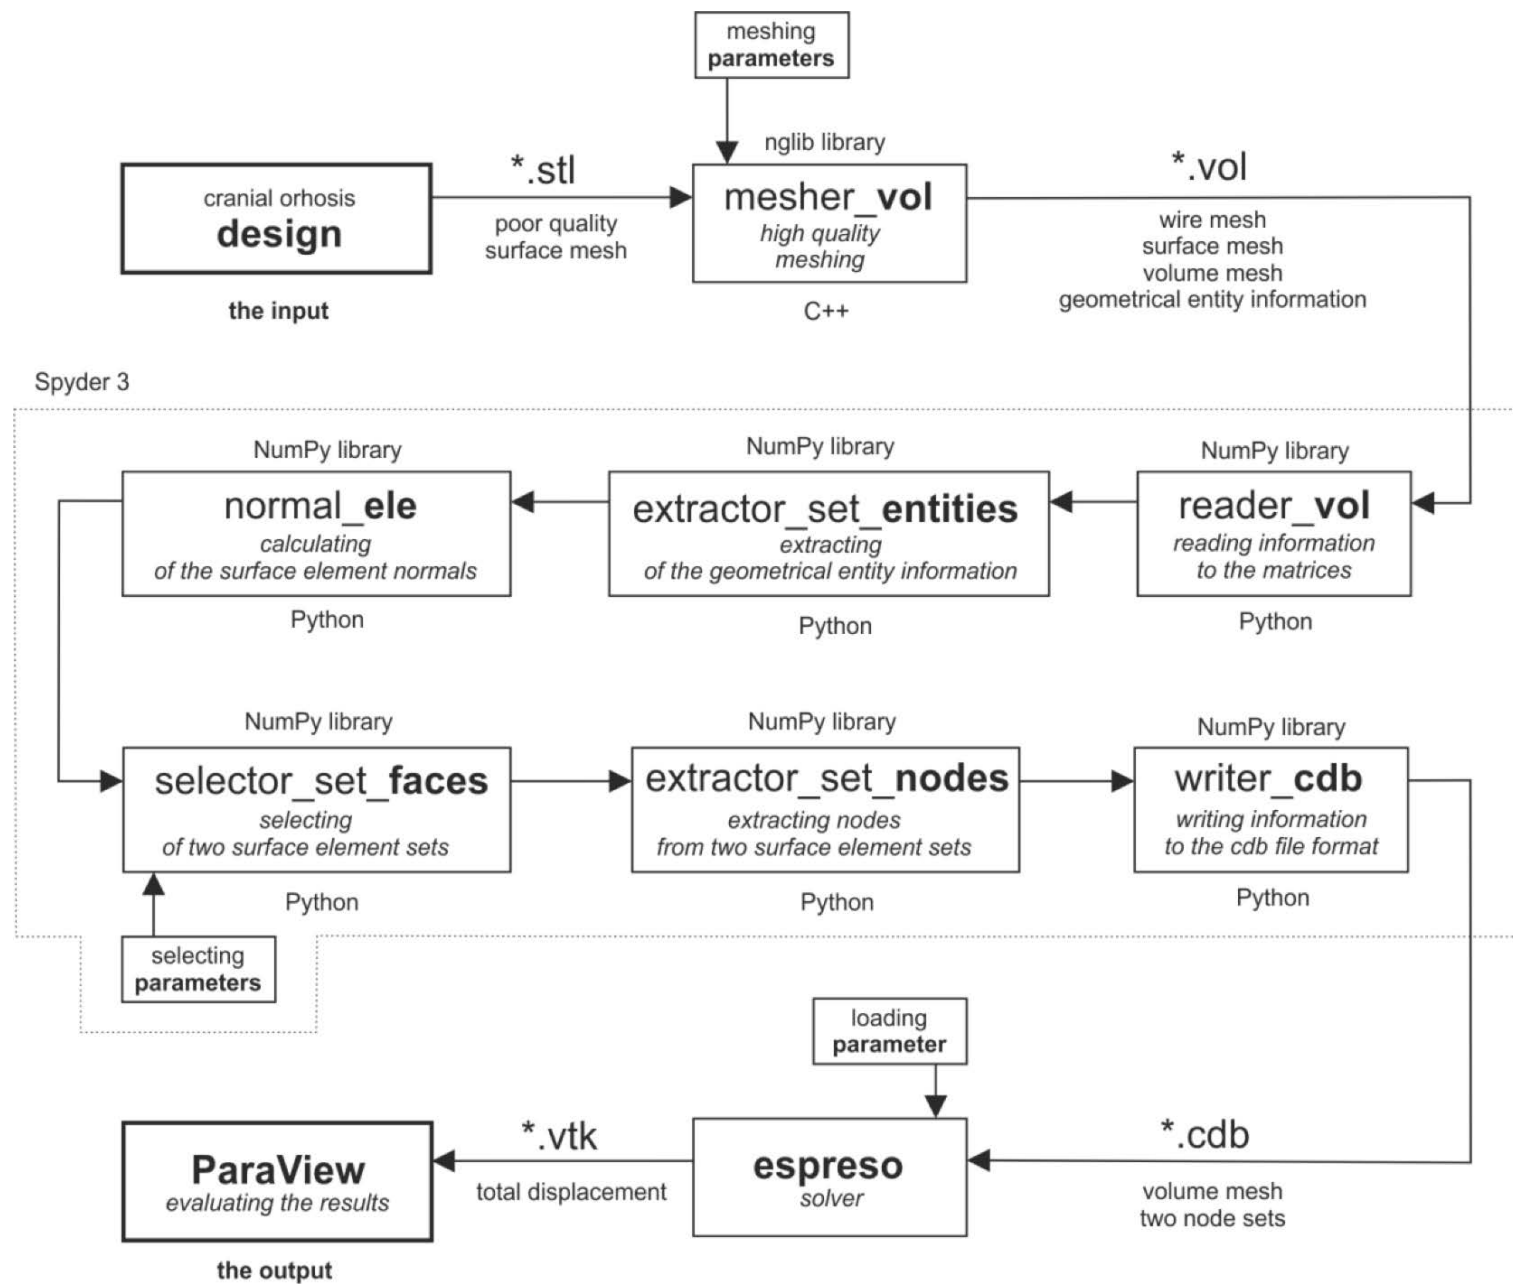 meshing
parameters
nglib library
cranial orhosis
design
the input
*.stl
poor quality
surface mesh
mesher_vol
high quality
meshing
C++
*.vol
wire mesh
surface mesh
volume mesh
geometrical entity information
Spyder 3
NumPy library
normal_ele
calculating
of the surface element normals
Python
NumPy library
extractor_set_entities
extracting
of the geometrical entity information
Python
NumPy library
reader_vol
reading information
to the matrices
Python
NumPy library
selector_set_faces
selecting
of two surface element sets
Python
NumPy library
extractor_set_nodes
extracting nodes
from two surface element sets
Python
NumPy library
writer_cdb
writing information
to the cdb file format
Python
selecting
parameters
loading
parameter
ParaView
evaluating the results
the output
*.vtk
total displacement
espreso
solver
*.cdb
volume mesh
two node sets